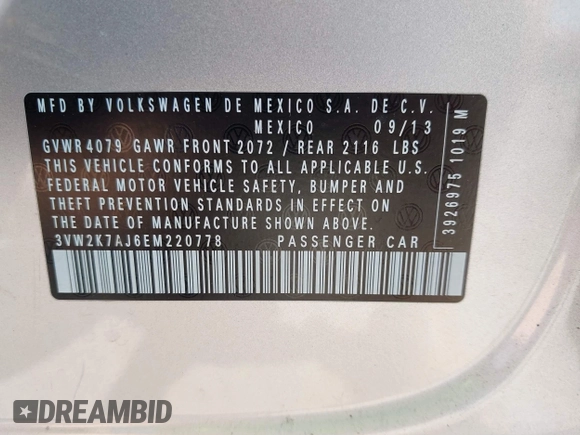 MFD BY VOLKSWAGEN DE MEXICO S.A. DE C.V.
MEXICO 09/13
GVWR 4079 GAWR FRONT 2072 / REAR 2116 LBS
THIS VEHICLE CONFORMS TO ALL APPLICABLE U.S.
FEDERAL MOTOR VEHICLE SAFETY, BUMPER AND
THEFT PREVENTION STANDARDS IN EFFECT ON
THE DATE OF MANUFACTURE SHOWN ABOVE.
3VW2K7AJ6EM220778 PASSENGER CAR
3926975 1019 M
DREAMBID